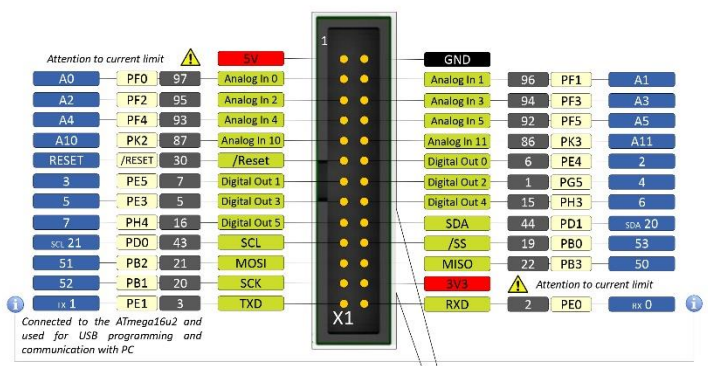 1
Attention to current limit 5V GND
A0 PF0 97 Analog In 0 Analog In 1 96 PF1 A1
A2 PF2 95 Analog In 2 Analog In 3 94 PF3 A3
A4 PF4 93 Analog In 4 Analog In 5 92 PF5 A5
A10 PK2 87 Analog In 10 Analog In 11 86 PK3 A11
RESET /RESET 30 /Reset Digital Out 0 6 PE4 2
3 PE5 7 Digital Out 1 Digital Out 2 1 PG5 4
5 PE3 5 Digital Out 3 Digital Out 4 15 PH3 6
7 PH4 16 Digital Out 5 SDA 44 PD1 SDA 20
SCL 21 PD0 43 SCL /SS 19 PB0 53
51 PB2 21 MOSI MISO 22 PB3 50
52 PB1 20 SCK 3V3 Attention to current limit
i TX 1 PE1 3 TXD RXD 2 PE0 RX 0 i
X1
Connected to the ATmega16u2 and
used for USB programming and
communication with PC